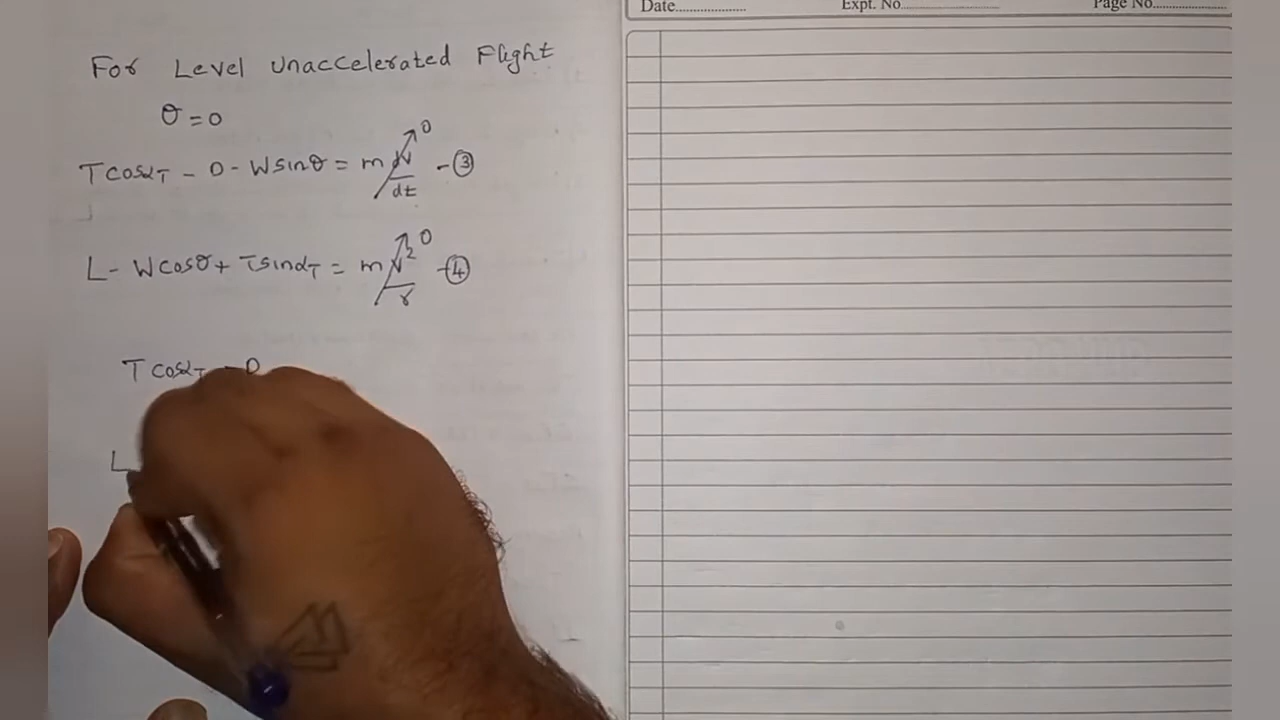 Date.................... Expt. No............................ Page No.....................
For Level Unaccelerated Flight
θ = 0
T cosα_T - D - W sinθ = m dV/dt → 0 - ③
L - W cosθ + T sinα_T = m V²/r → 0 - ④
T cosα_T - D
L